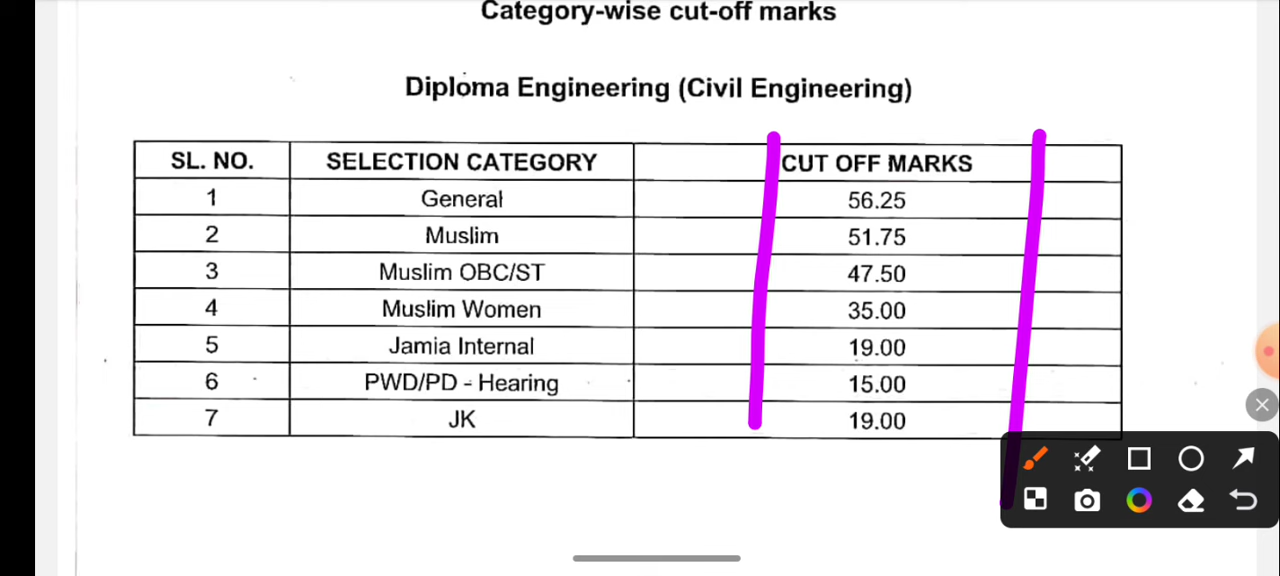 Category-wise cut-off marks
Diploma Engineering (Civil Engineering)
SL. NO. SELECTION CATEGORY CUT OFF MARKS
1 General 56.25
2 Muslim 51.75
3 Muslim OBC/ST 47.50
4 Muslim Women 35.00
5 Jamia Internal 19.00
6 PWD/PD - Hearing 15.00
7 JK 19.00